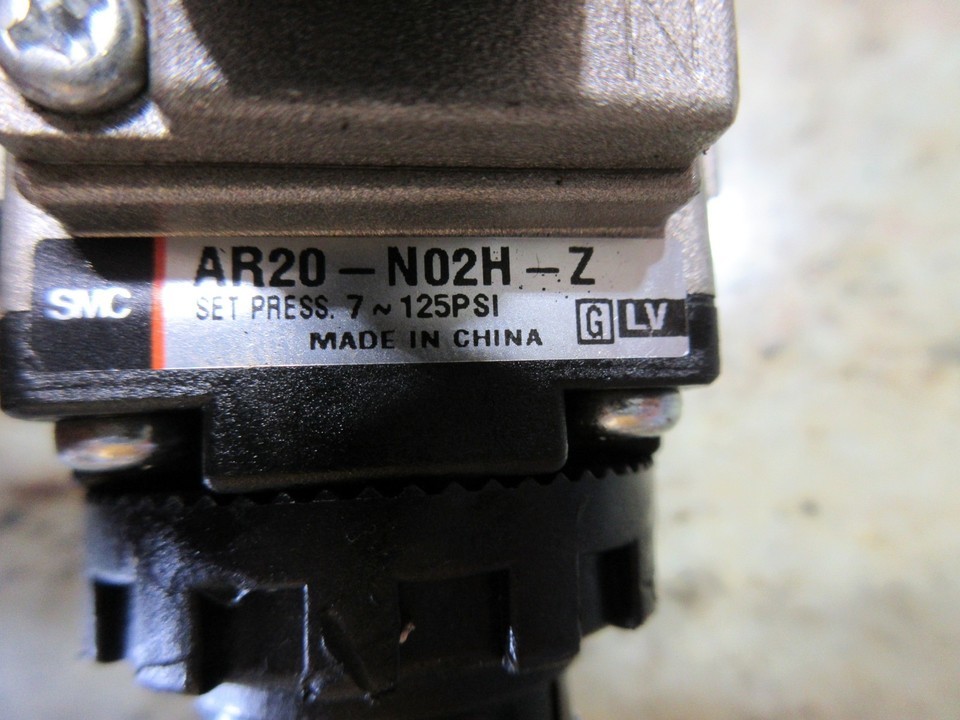 N
AR20-N02H-Z
SMC
SET PRESS. 7~125PSI
MADE IN CHINA
G LV